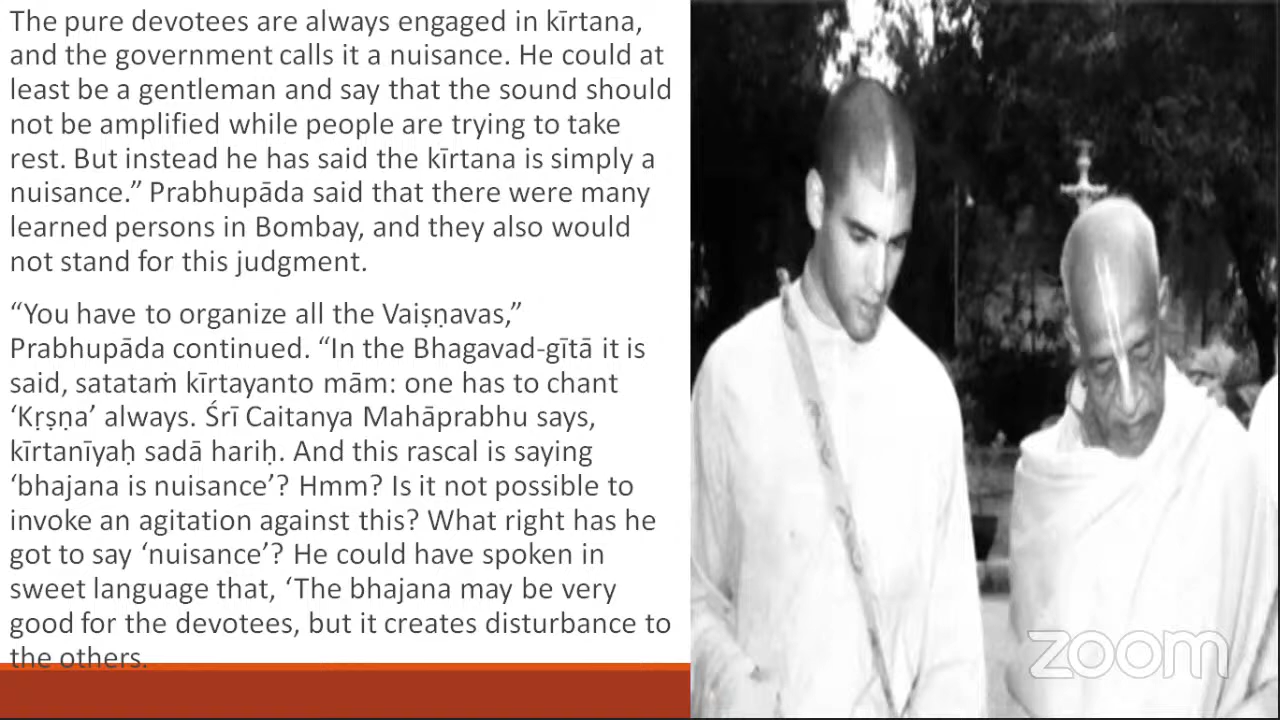 The pure devotees are always engaged in kīrtana,
and the government calls it a nuisance. He could at
least be a gentleman and say that the sound should
not be amplified while people are trying to take
rest. But instead he has said the kīrtana is simply a
nuisance.” Prabhupāda said that there were many
learned persons in Bombay, and they also would
not stand for this judgment.
“You have to organize all the Vaiṣṇavas,”
Prabhupāda continued. “In the Bhagavad-gītā it is
said, satataṁ kīrtayanto mām: one has to chant
‘Kṛṣṇa’ always. Śrī Caitanya Mahāprabhu says,
kīrtanīyaḥ sadā hariḥ. And this rascal is saying
‘bhajana is nuisance’? Hmm? Is it not possible to
invoke an agitation against this? What right has he
got to say ‘nuisance’? He could have spoken in
sweet language that, ‘The bhajana may be very
good for the devotees, but it creates disturbance to
the others.
zoom